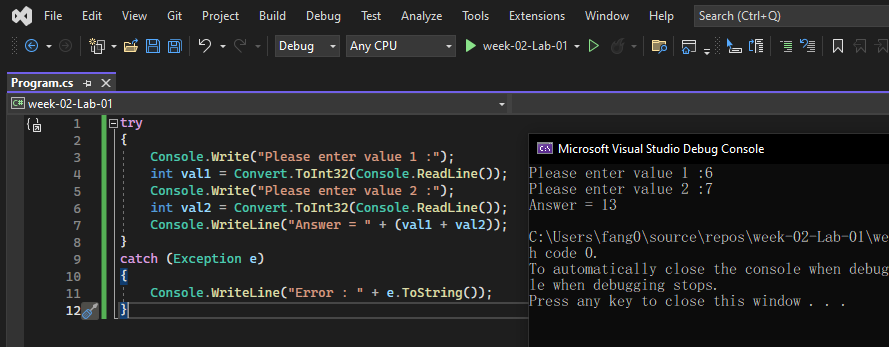 File Edit View Git Project Build Debug Test Analyze Tools Extensions Window Help Search (Ctrl+Q)
Debug Any CPU week-02-Lab-01
Program.cs
C# week-02-Lab-01
1 try
2 {
3 Console.Write("Please enter value 1 :");
4 int val1 = Convert.ToInt32(Console.ReadLine());
5 Console.Write("Please enter value 2 :");
6 int val2 = Convert.ToInt32(Console.ReadLine());
7 Console.WriteLine("Answer = " + (val1 + val2));
8 }
9 catch (Exception e)
10 {
11 Console.WriteLine("Error : " + e.ToString());
12 }
Microsoft Visual Studio Debug Console
Please enter value 1 :6
Please enter value 2 :7
Answer = 13
C:\Users\fang0\source\repos\week-02-Lab-01\we
h code 0.
To automatically close the console when debug
le when debugging stops.
Press any key to close this window . . .